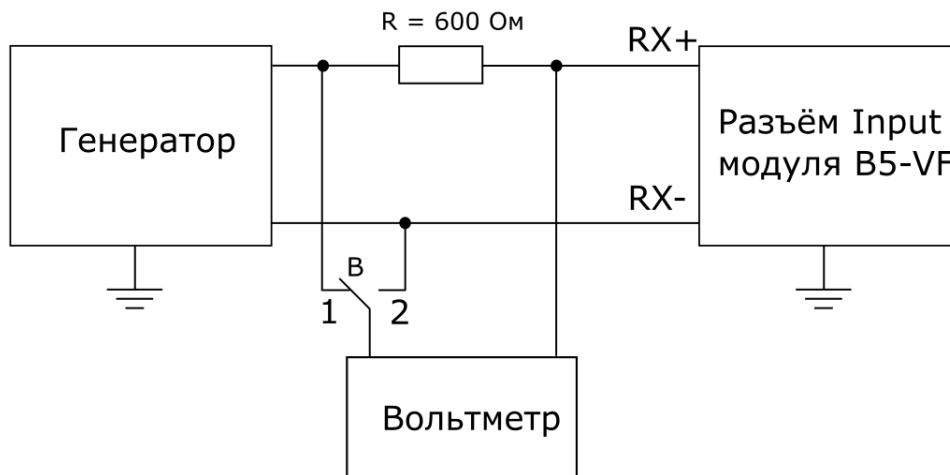 R = 600 Ом
RX+
Генератор
Разъём Input
модуля B5-VF
RX-
В
1
2
Вольтметр